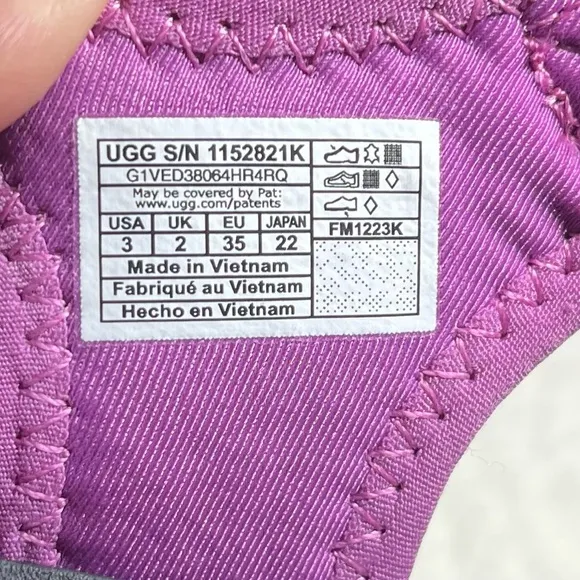 UGG S/N 1152821K
G1VED38064HR4RQ
May be covered by Pat:
www.ugg.com/patents
USA UK EU JAPAN
3 2 35 22
Made in Vietnam
Fabriqué au Vietnam
Hecho en Vietnam
FM1223K